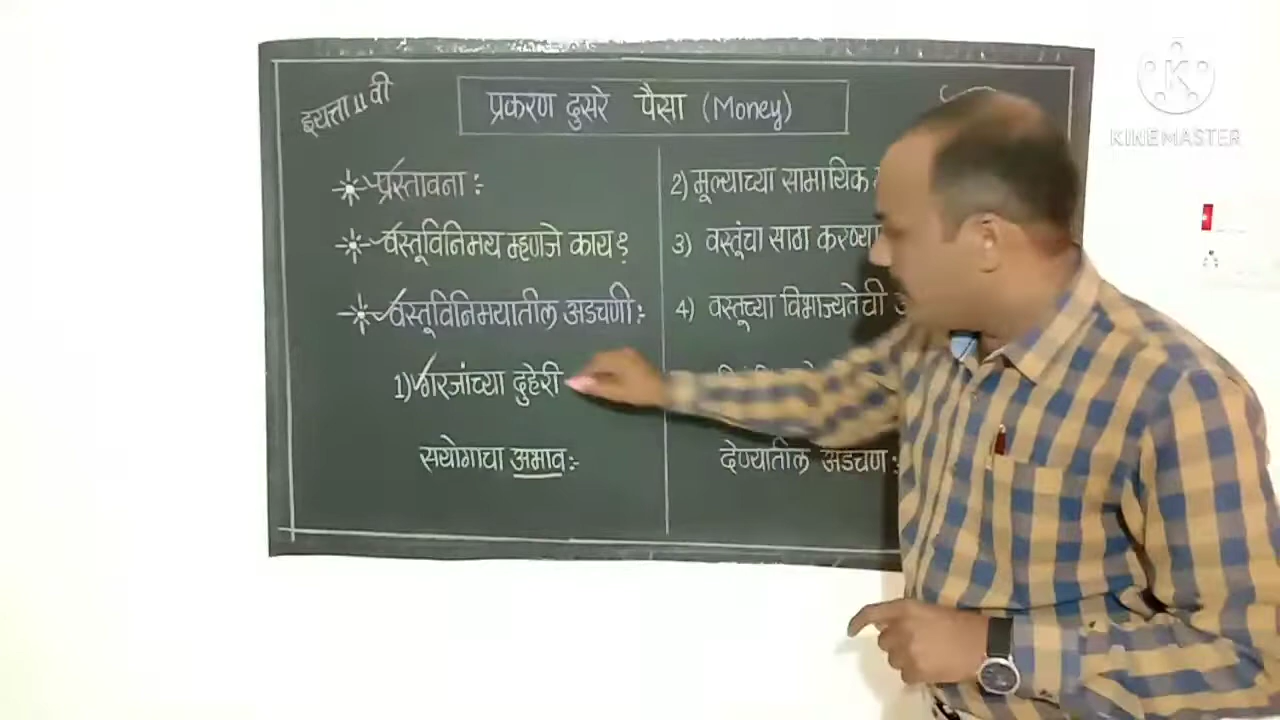 इयत्ता 11 वी
प्रकरण दुसरे पैसा (Money)
प्रस्तावना :-
वस्तूविनिमय म्हणजे काय ?
वस्तूविनिमयातील अडचणी :-
1) गरजांच्या दुहेरी
सयोगाचा अभाव :-
2) मूल्याच्या सामायिक
3) वस्तूंचा साठा करण्या
4) वस्तूच्या विभाज्यतेची
देण्यातील अडचण :
KINEMASTER